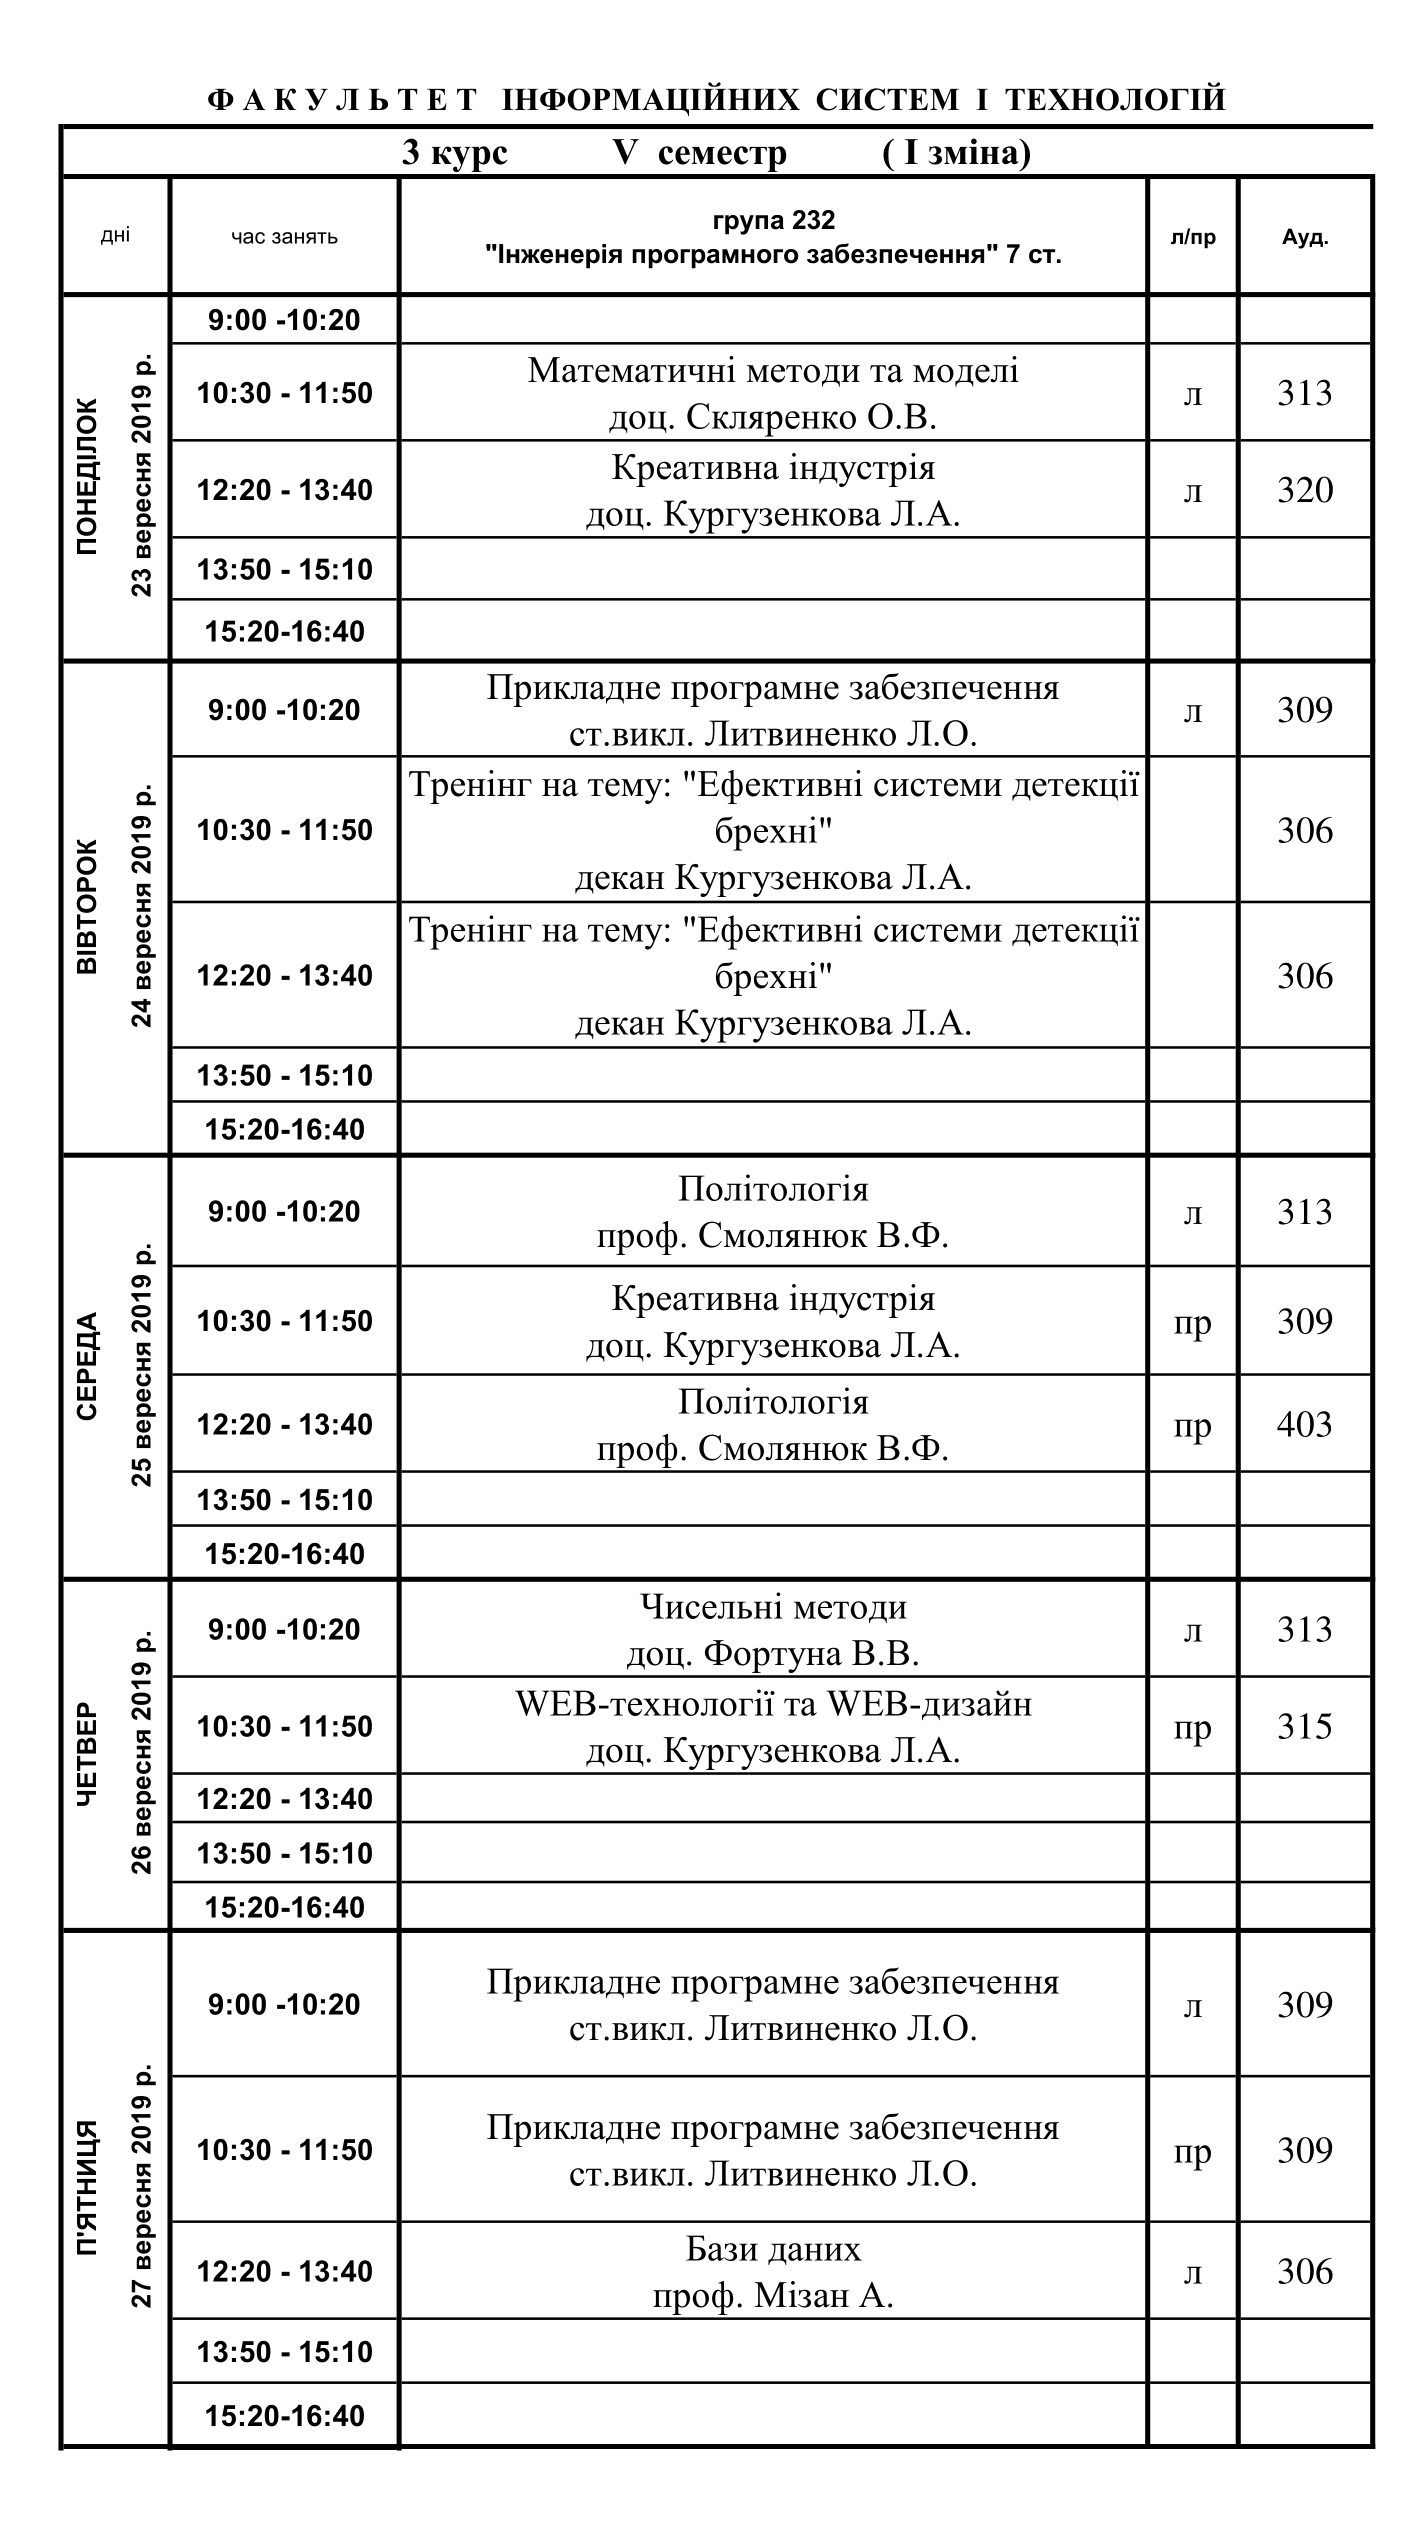 Ф А К У Л Ь Т Е Т ІНФОРМАЦІЙНИХ СИСТЕМ І ТЕХНОЛОГІЙ
3 курс V семестр ( І зміна)
дні
час занять
група 232
"Інженерія програмного забезпечення" 7 ст.
л/пр
Ауд.
ПОНЕДІЛОК
23 вересня 2019 р.
9:00 -10:20
10:30 - 11:50
Математичні методи та моделі
доц. Скляренко О.В.
л
313
12:20 - 13:40
Креативна індустрія
доц. Кургузенкова Л.А.
л
320
13:50 - 15:10
15:20-16:40
ВІВТОРОК
24 вересня 2019 р.
9:00 -10:20
Прикладне програмне забезпечення
ст.викл. Литвиненко Л.О.
л
309
10:30 - 11:50
Тренінг на тему: "Ефективні системи детекції
брехні"
декан Кургузенкова Л.А.
306
12:20 - 13:40
Тренінг на тему: "Ефективні системи детекції
брехні"
декан Кургузенкова Л.А.
306
13:50 - 15:10
15:20-16:40
СЕРЕДА
25 вересня 2019 р.
9:00 -10:20
Політологія
проф. Смолянюк В.Ф.
л
313
10:30 - 11:50
Креативна індустрія
доц. Кургузенкова Л.А.
пр
309
12:20 - 13:40
Політологія
проф. Смолянюк В.Ф.
пр
403
13:50 - 15:10
15:20-16:40
ЧЕТВЕР
26 вересня 2019 р.
9:00 -10:20
Чисельні методи
доц. Фортуна В.В.
л
313
10:30 - 11:50
WEB-технології та WEB-дизайн
доц. Кургузенкова Л.А.
пр
315
12:20 - 13:40
13:50 - 15:10
15:20-16:40
П'ЯТНИЦЯ
27 вересня 2019 р.
9:00 -10:20
Прикладне програмне забезпечення
ст.викл. Литвиненко Л.О.
л
309
10:30 - 11:50
Прикладне програмне забезпечення
ст.викл. Литвиненко Л.О.
пр
309
12:20 - 13:40
Бази даних
проф. Мізан А.
л
306
13:50 - 15:10
15:20-16:40